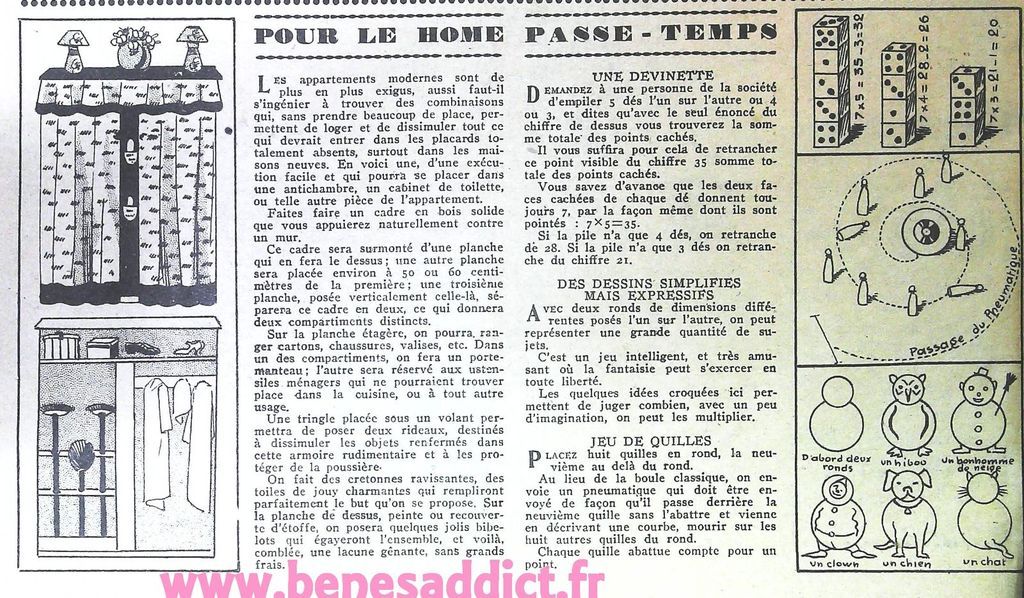 POUR LE HOME
LES appartements modernes sont de
plus en plus exigus, aussi faut-il
s'ingénier à trouver des combinaisons
qui, sans prendre beaucoup de place, per-
mettent de loger et de dissimuler tout ce
qui devrait entrer dans les placards to-
talement absents, surtout dans les mai-
sons neuves. En voici une, d'une exécu-
tion facile et qui pourra se placer dans
une antichambre, un cabinet de toilette,
ou telle autre pièce de l'appartement.
Faites faire un cadre en bois solide
que vous appuierez naturellement contre
un mur.
Ce cadre sera surmonté d'une planche
qui en fera le dessus; une autre planche
sera placée environ à 50 ou 60 centi-
mètres de la première; une troisième
planche, posée verticalement celle-là, sé-
parera ce cadre en deux, ce qui donnera
deux compartiments distincts.
Sur la planche étagère, on pourra ran-
ger cartons, chaussures, valises, etc. Dans
un des compartiments, on fera un porte-
manteau; l'autre sera réservé aux usten-
siles ménagers qui ne pourraient trouver
place dans la cuisine, ou à tout autre
usage.
Une tringle placée sous un volant per-
mettra de poser deux rideaux, destinés
à dissimuler les objets renfermés dans
cette armoire rudimentaire et à les pro-
téger de la poussière.
On fait des cretonnes ravissantes, des
toiles de jouy charmantes qui rempliront
parfaitement le but qu'on se propose. Sur
la planche de dessus, peinte ou recouver-
te d'étoffe, on posera quelques jolis bibe-
lots qui égayeront l'ensemble, et voilà,
comblée, une lacune gênante, sans grands
frais.
PASSE-TEMPS
UNE DEVINETTE
DEMANDEZ à une personne de la société
d'empiler 5 dés l'un sur l'autre ou 4
ou 3, et dites qu'avec le seul énoncé du
chiffre de dessus vous trouverez la som-
me totale des points cachés.
Il vous suffira pour cela de retrancher
ce point visible du chiffre 35 somme to-
tale des points cachés.
Vous savez d'avance que les deux fa-
ces cachées de chaque dé donnent tou-
jours 7, par la façon même dont ils sont
pointés : 7×5=35.
Si la pile n'a que 4 dés, on retranche
de 28. Si la pile n'a que 3 dés on retran-
che du chiffre 21.
DES DESSINS SIMPLIFIES
MAIS EXPRESSIFS
AVEC deux ronds de dimensions diffé-
rentes posés l'un sur l'autre, on peut
représenter une grande quantité de su-
jets.
C'est un jeu intelligent, et très amu-
sant où la fantaisie peut s'exercer en
toute liberté.
Les quelques idées croquées ici per-
mettent de juger combien, avec un peu
d'imagination, on peut les multiplier.
JEU DE QUILLES
PLACEZ huit quilles en rond, la neu-
vième au delà du rond.
Au lieu de la boule classique, on en-
voie un pneumatique qui doit être en-
voyé de façon qu'il passe derrière la
neuvième quille sans l'abattre et vienne
en décrivant une courbe, mourir sur les
huit autres quilles du rond.
Chaque quille abattue compte pour un
point.
7×5=35-3=32
7×4=28-2=26
7×3=21-1=20
Passage du Pneumatique
D'abord deux
ronds
un hibou
un bonhomme
de neige
un clown
un chien
un chat
www.benesaddict.fr